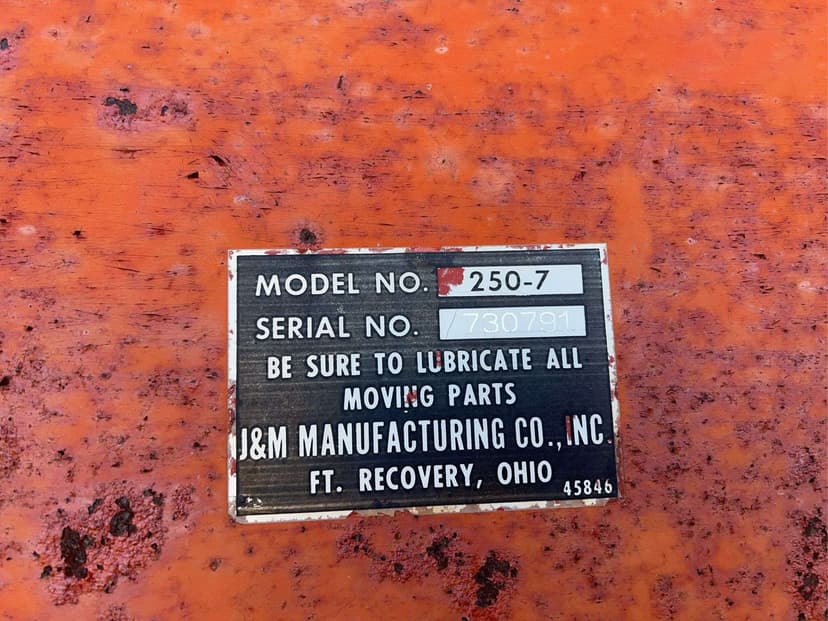 MODEL NO. 250-7
SERIAL NO. 730791
BE SURE TO LUBRICATE ALL
MOVING PARTS
J&M MANUFACTURING CO., INC.
FT. RECOVERY, OHIO 45846